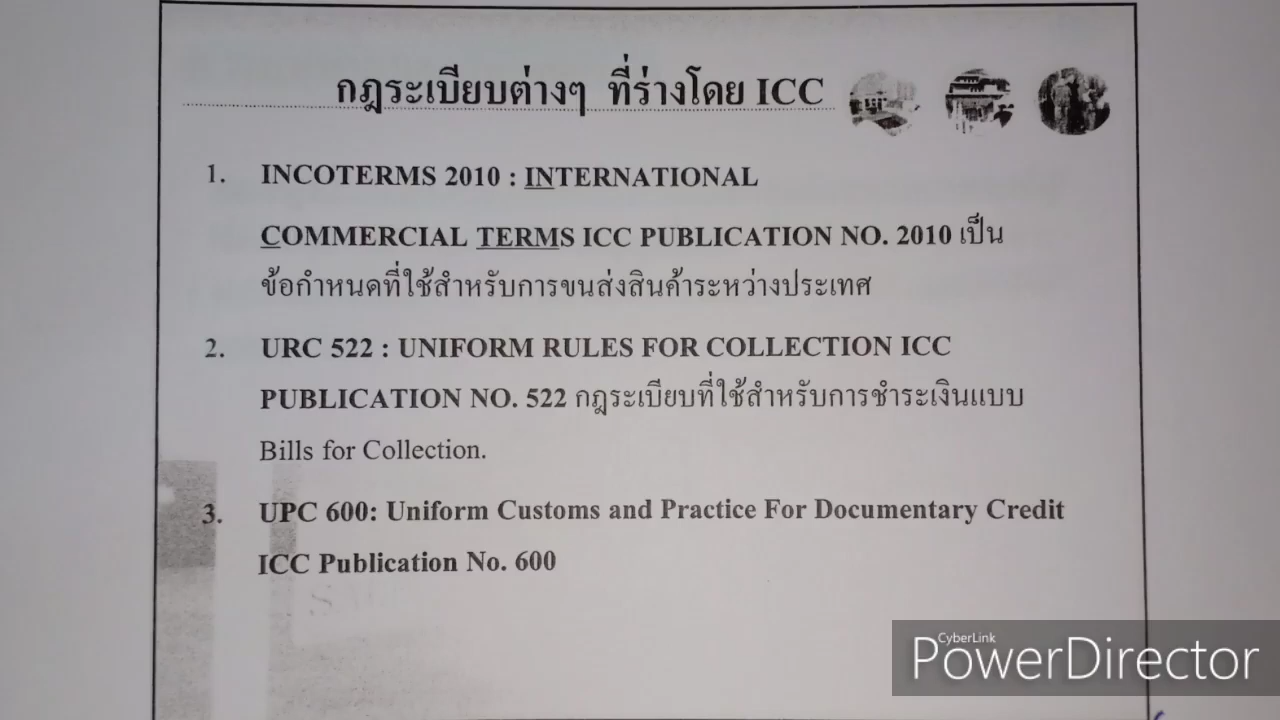 กฎระเบียบต่างๆ ที่ร่างโดย ICC
1. INCOTERMS 2010 : INTERNATIONAL
COMMERCIAL TERMS ICC PUBLICATION NO. 2010 เป็น
ข้อกำหนดที่ใช้สำหรับการขนส่งสินค้าระหว่างประเทศ
2. URC 522 : UNIFORM RULES FOR COLLECTION ICC
PUBLICATION NO. 522 กฎระเบียบที่ใช้สำหรับการชำระเงินแบบ
Bills for Collection.
3. UPC 600: Uniform Customs and Practice For Documentary Credit
ICC Publication No. 600
CyberLink
PowerDirector